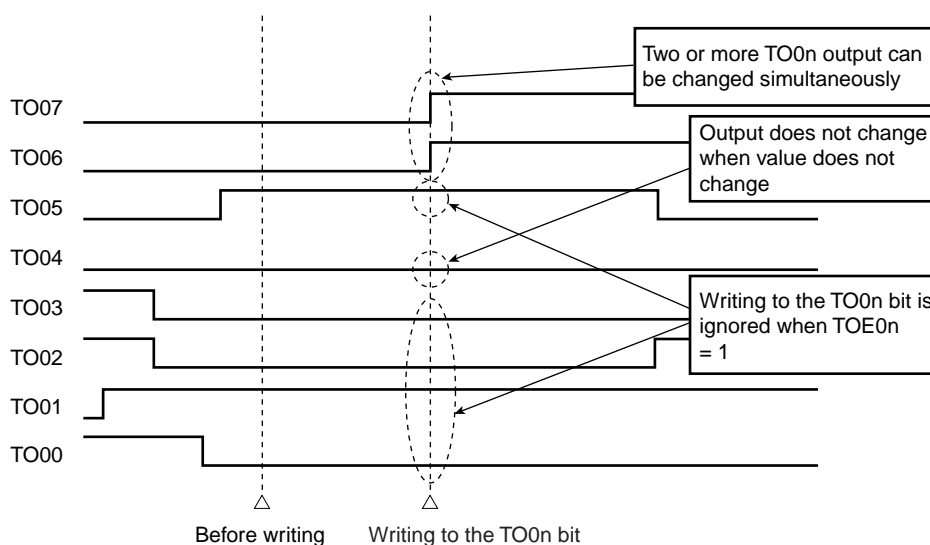 Two or more TO0n output can
be changed simultaneously
TO07
Output does not change
when value does not
change
TO06
TO05
TO04
Writing to the TO0n bit is
ignored when TOE0n
= 1
TO03
TO02
TO01
TO00
Before writing
Writing to the TO0n bit